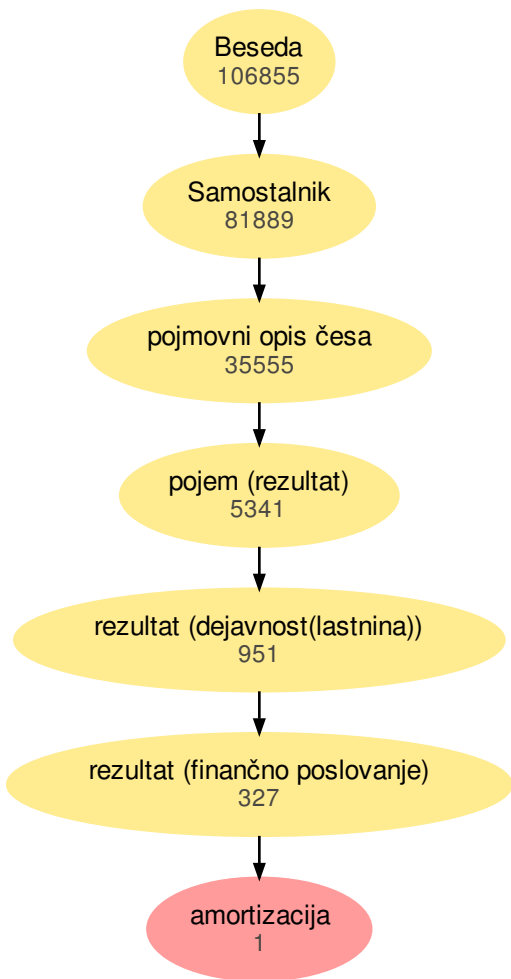 Beseda
106855
Samostalnik
81889
pojmovni opis česa
35555
pojem (rezultat)
5341
rezultat (dejavnost(lastnina))
951
rezultat (finančno poslovanje)
327
amortizacija
1